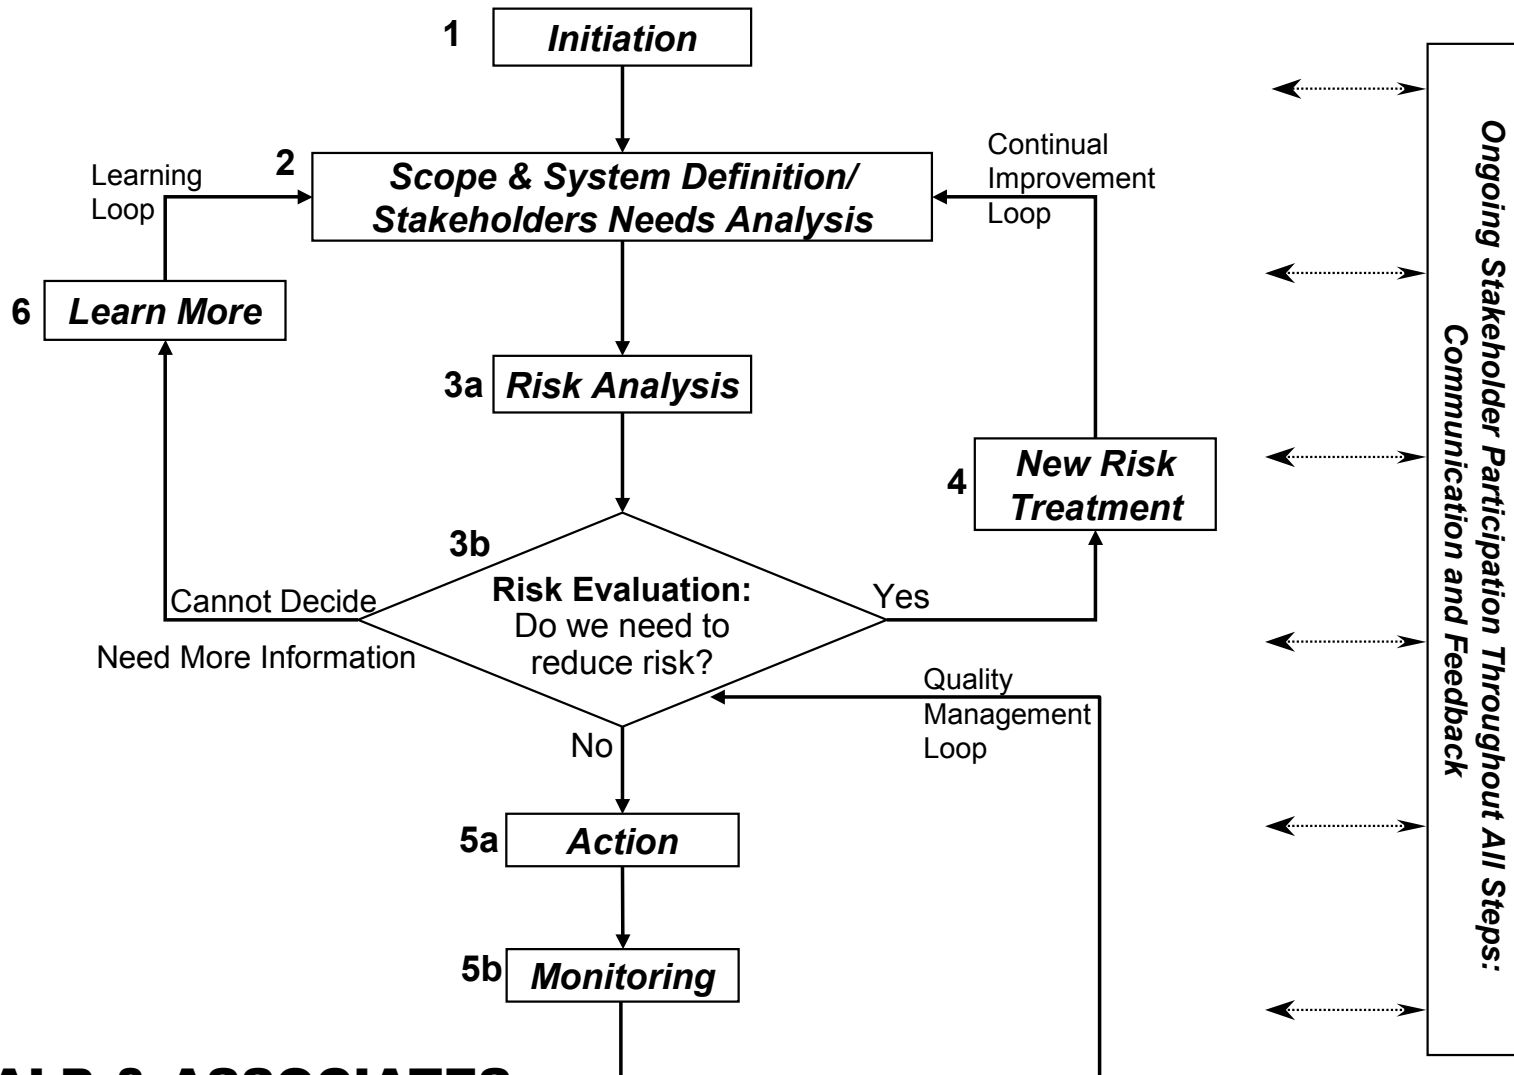 1
Initiation
2
Scope & System Definition/
Stakeholders Needs Analysis
Learning
Loop
Continual
Improvement
Loop
6
Learn More
3a
Risk Analysis
4
New Risk
Treatment
3b
Risk Evaluation:
Do we need to
reduce risk?
Cannot Decide
Need More Information
Yes
No
Quality
Management
Loop
5a
Action
5b
Monitoring
Ongoing Stakeholder Participation Throughout All Steps:
Communication and Feedback
& ASSOCIATES